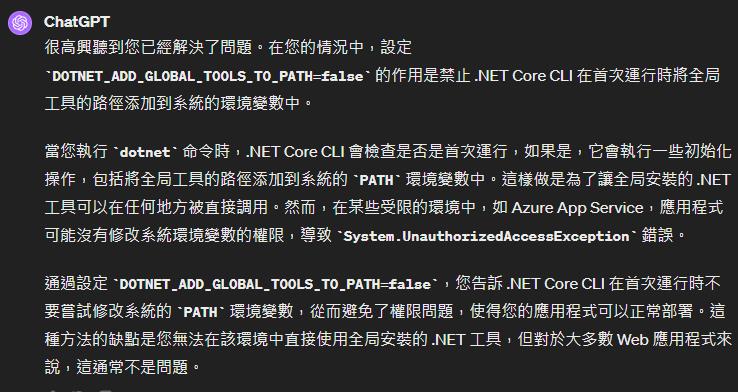 ChatGPT
很高興聽到您已經解決了問題。在您的情況中，設定
`DOTNET_ADD_GLOBAL_TOOLS_TO_PATH=false` 的作用是禁止 .NET Core CLI 在首次運行時將全局
工具的路徑添加到系統的環境變數中。
當您執行 `dotnet` 命令時，.NET Core CLI 會檢查是否是首次運行，如果是，它會執行一些初始化
操作，包括將全局工具的路徑添加到系統的 `PATH` 環境變數中。這樣做是為了讓全局安裝的 .NET
工具可以在任何地方被直接調用。然而，在某些受限的環境中，如 Azure App Service，應用程式
可能沒有修改系統環境變數的權限，導致 `System.UnauthorizedAccessException` 錯誤。
通過設定 `DOTNET_ADD_GLOBAL_TOOLS_TO_PATH=false`，您告訴 .NET Core CLI 在首次運行時不
要嘗試修改系統的 `PATH` 環境變數，從而避免了權限問題，使得您的應用程式可以正常部署。這
種方法的缺點是您無法在該環境中直接使用全局安裝的 .NET 工具，但對於大多數 Web 應用程式來
說，這通常不是問題。